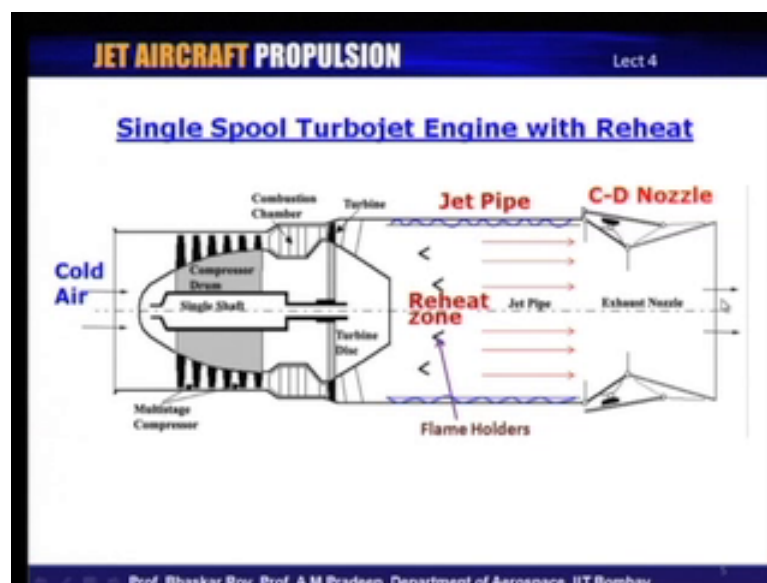 JET AIRCRAFT PROPULSION
Lect 4
Single Spool Turbojet Engine with Reheat
Combustion
Chamber
Turbine
Jet Pipe
C-D Nozzle
Cold
Air
Compressor
Drum
Single Shaft
Reheat
zone
Jet Pipe
Exhaust Nozzle
Turbine
Disc
Multistage
Compressor
Flame Holders
Prof. Bhaskar Roy, Prof. A M Pradeep, Department of Aerospace, IIT Bombay
5